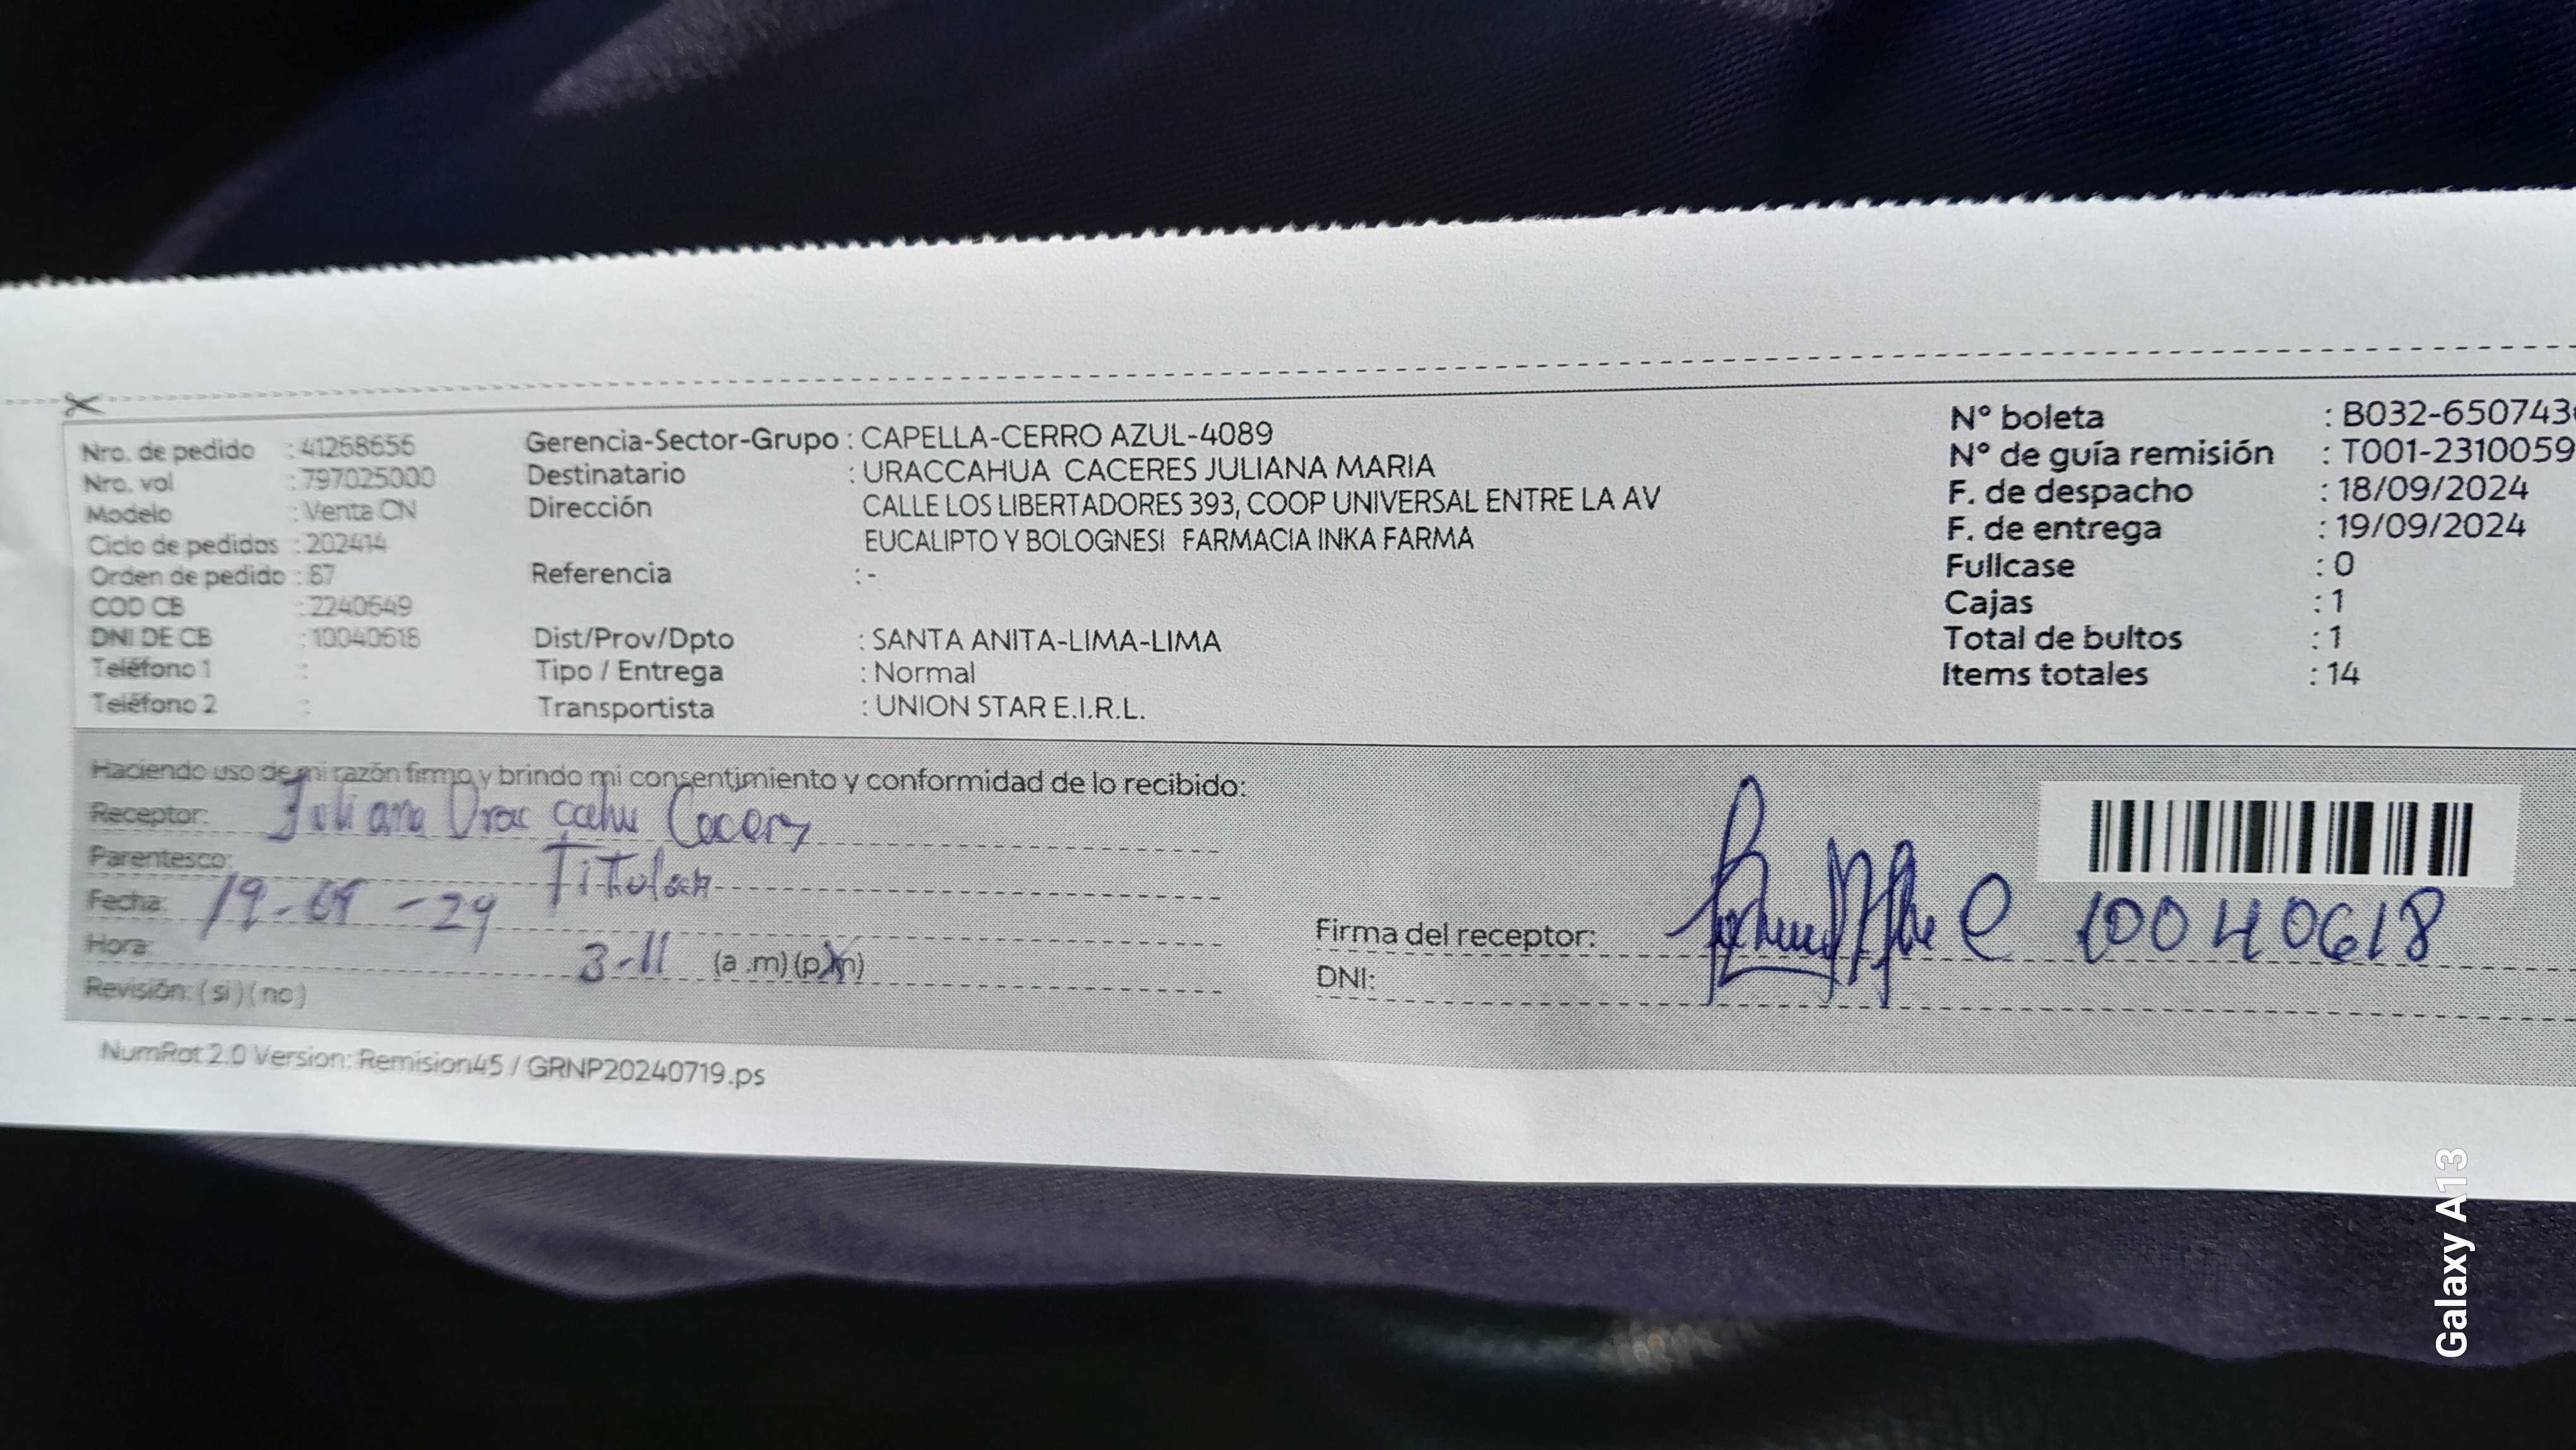 Nro. de pedido : 41268656
Nro. vol : 797025000
Modelo : Venta CN
Ciclo de pedidos : 202414
Orden de pedido : 67
COD CB : 2240649
DNI DE CB : 10040618
Teléfono 1 :
Teléfono 2 :
Gerencia-Sector-Grupo : CAPELLA-CERRO AZUL-4089
Destinatario : URACCAHUA CACERES JULIANA MARIA
Dirección CALLE LOS LIBERTADORES 393, COOP UNIVERSAL ENTRE LA AV
EUCALIPTO Y BOLOGNESI FARMACIA INKA FARMA
Referencia : -
Dist/Prov/Dpto : SANTA ANITA-LIMA-LIMA
Tipo / Entrega : Normal
Transportista : UNION STAR E.I.R.L.
N° boleta : B032-650743
N° de guía remisión : T001-2310059
F. de despacho : 18/09/2024
F. de entrega : 19/09/2024
Fullcase : 0
Cajas : 1
Total de bultos : 1
Items totales : 14
Haciendo uso de mi razón firmo y brindo mi consentimiento y conformidad de lo recibido:
Receptor: Juliana
Parentesco: Titular
Fecha: 19-09-24
Hora: 3-11 (a .m) (p.m)
Revisión: ( si ) ( no )
Firma del receptor: 10040618
DNI:
NumRot 2.0 Version: Remision45 / GRNP20240719.ps
Galaxy A13